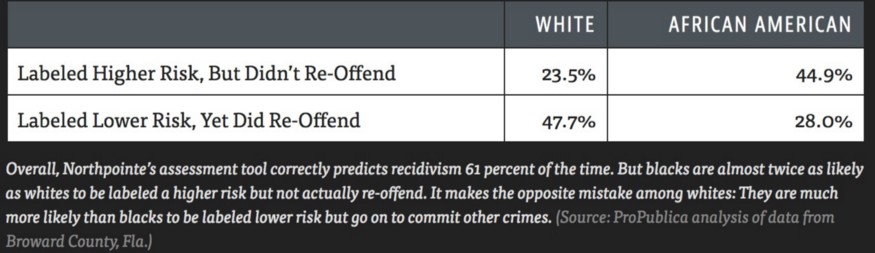 WHITE AFRICAN AMERICAN
Labeled Higher Risk, But Didn’t Re-Offend 23.5% 44.9%
Labeled Lower Risk, Yet Did Re-Offend 47.7% 28.0%
Overall, Northpointe’s assessment tool correctly predicts recidivism 61 percent of the time. But blacks are almost twice as likely
as whites to be labeled a higher risk but not actually re-offend. It makes the opposite mistake among whites: They are much
more likely than blacks to be labeled lower risk but go on to commit other crimes. (Source: ProPublica analysis of data from
Broward County, Fla.)